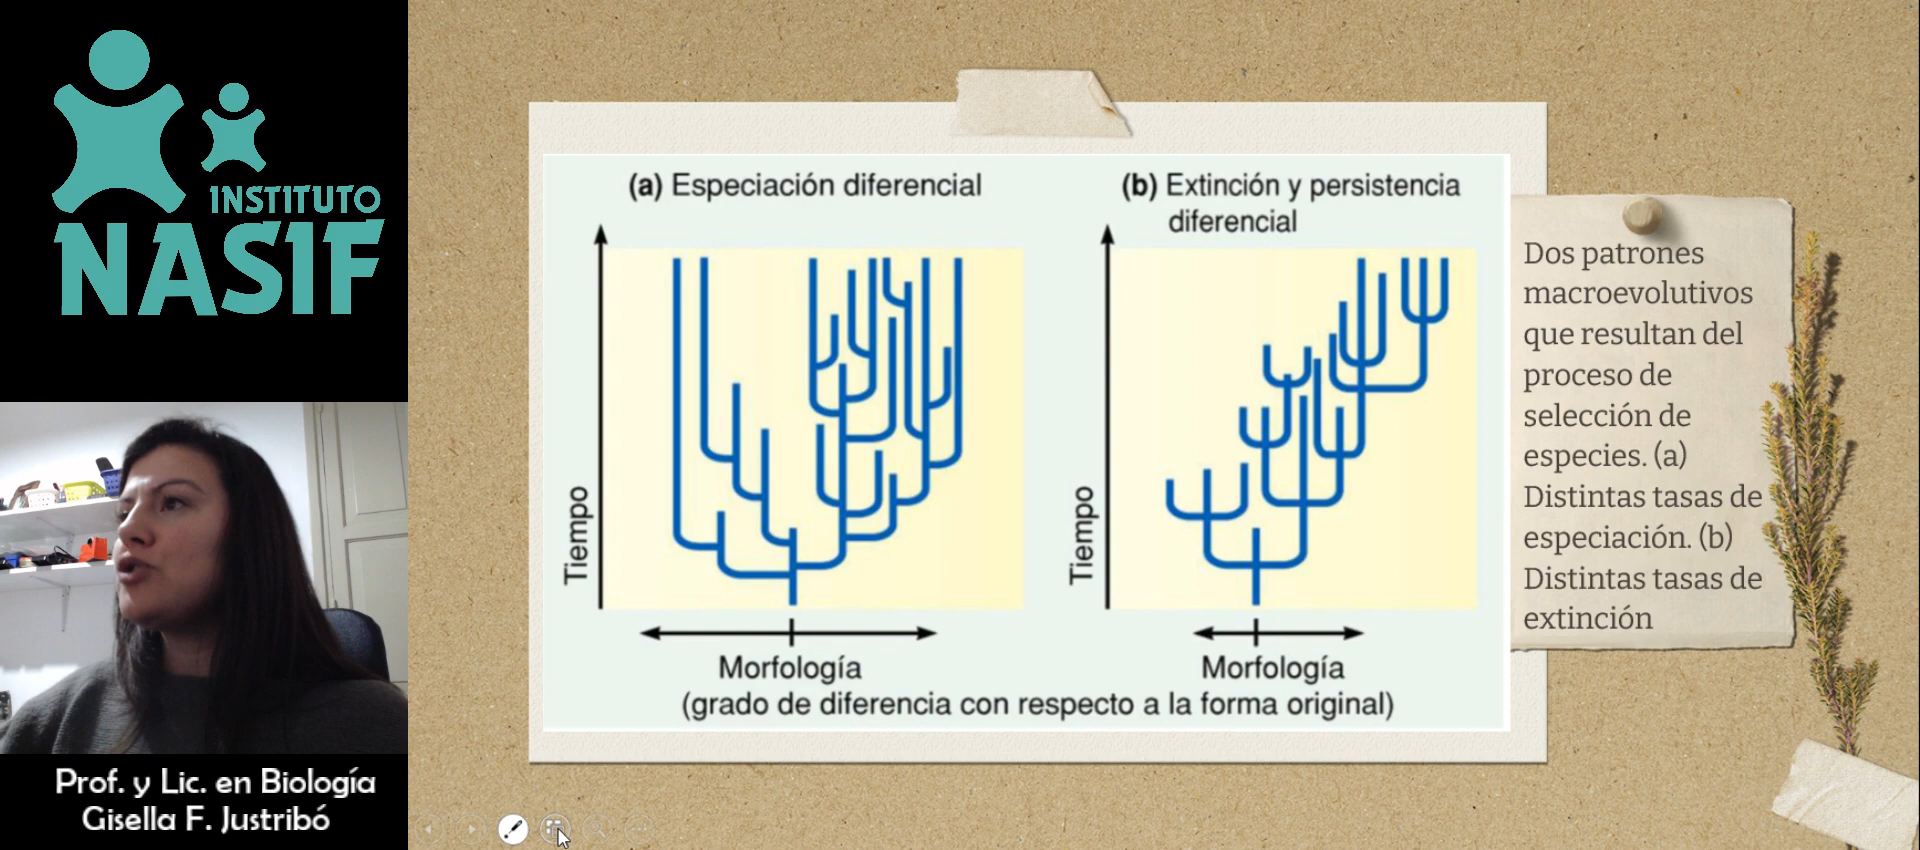 INSTITUTO
NASIF
Prof. y Lic. en Biología
Gisella F. Justribó
(a) Especiación diferencial
Tiempo
Morfología
(b) Extinción y persistencia
diferencial
Tiempo
Morfología
(grado de diferencia con respecto a la forma original)
Dos patrones
macroevolutivos
que resultan del
proceso de
selección de
especies. (a)
Distintas tasas de
especiación. (b)
Distintas tasas de
extinción